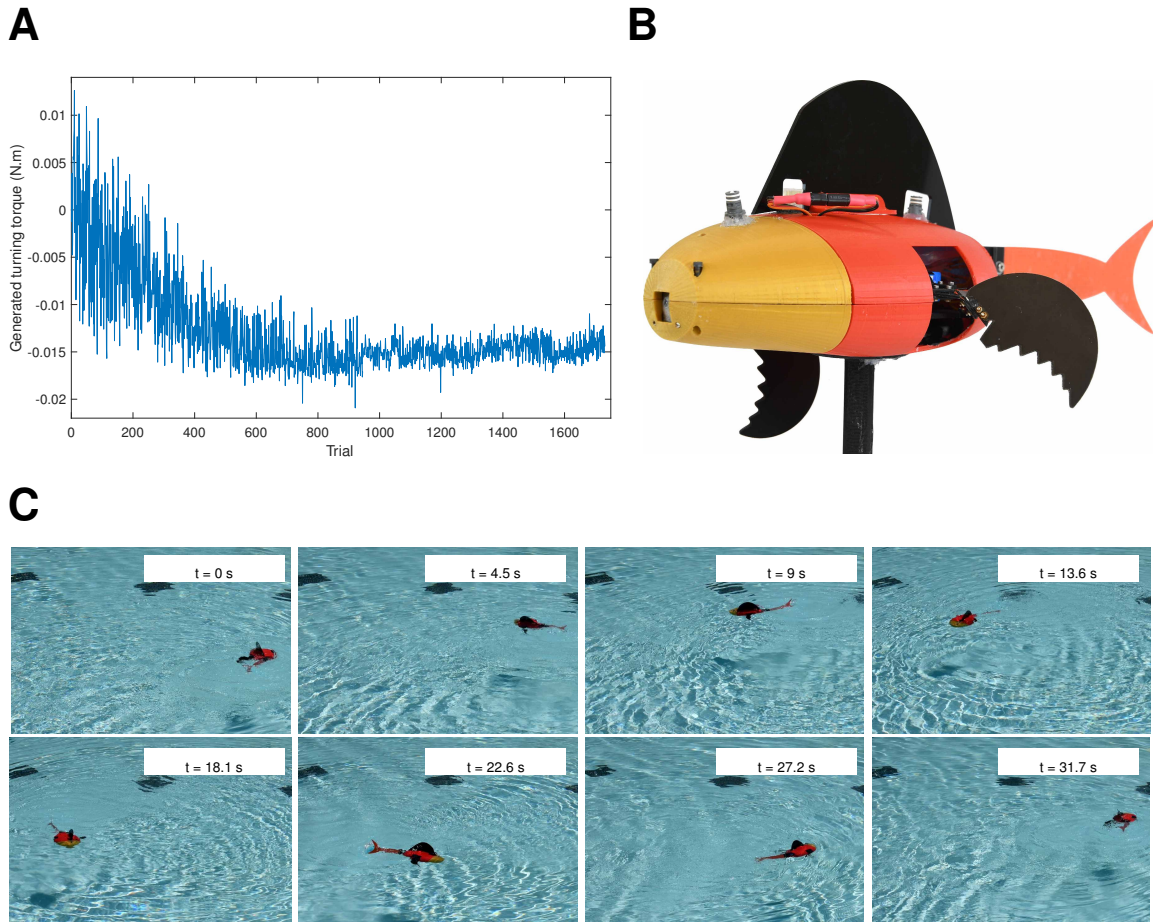 A
B
0.01
0.005
0
-0.005
-0.01
-0.015
-0.02
Generated turning torque (N.m)
0 200 400 600 800 1000 1200 1400 1600
Trial
C
t = 0 s
t = 4.5 s
t = 9 s
t = 13.6 s
t = 18.1 s
t = 22.6 s
t = 27.2 s
t = 31.7 s